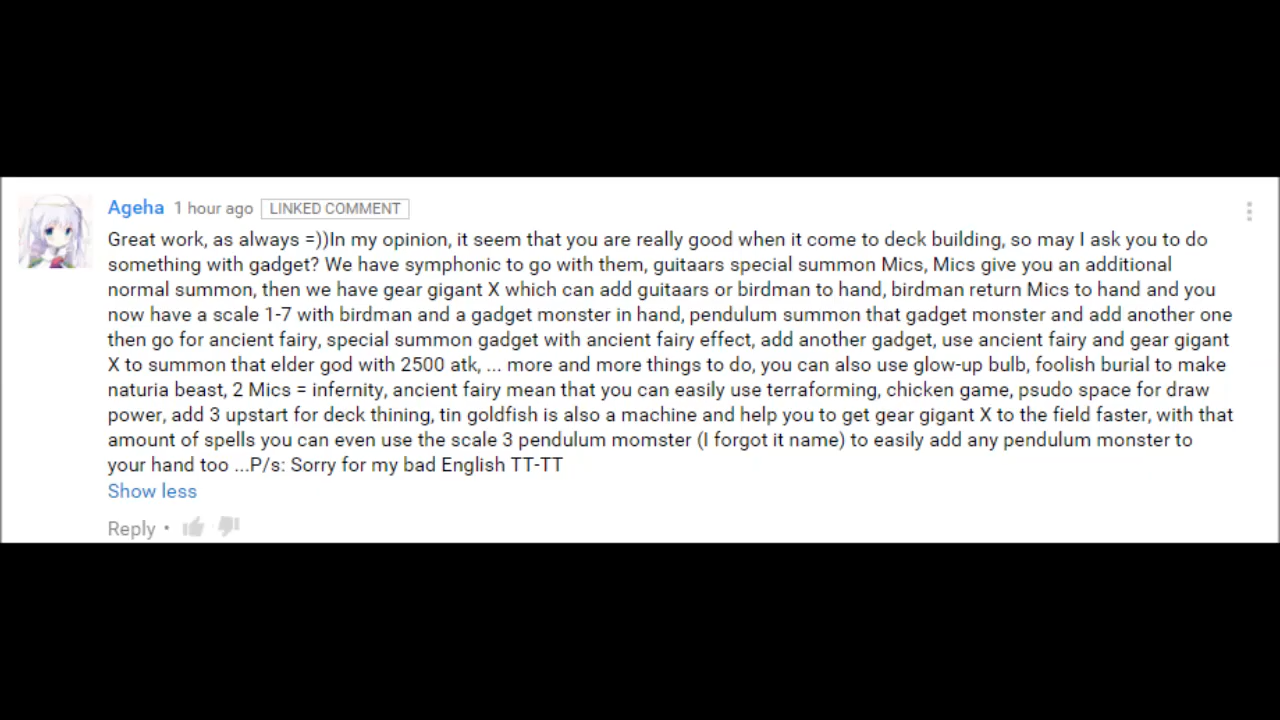 Ageha 1 hour ago LINKED COMMENT
Great work, as always =))In my opinion, it seem that you are really good when it come to deck building, so may I ask you to do
something with gadget? We have symphonic to go with them, guitaars special summon Mics, Mics give you an additional
normal summon, then we have gear gigant X which can add guitaars or birdman to hand, birdman return Mics to hand and you
now have a scale 1-7 with birdman and a gadget monster in hand, pendulum summon that gadget monster and add another one
then go for ancient fairy, special summon gadget with ancient fairy effect, add another gadget, use ancient fairy and gear gigant
X to summon that elder god with 2500 atk, ... more and more things to do, you can also use glow-up bulb, foolish burial to make
naturia beast, 2 Mics = infernity, ancient fairy mean that you can easily use terraforming, chicken game, psudo space for draw
power, add 3 upstart for deck thining, tin goldfish is also a machine and help you to get gear gigant X to the field faster, with that
amount of spells you can even use the scale 3 pendulum momster (I forgot it name) to easily add any pendulum monster to
your hand too ...P/s: Sorry for my bad English TT-TT
Show less
Reply •